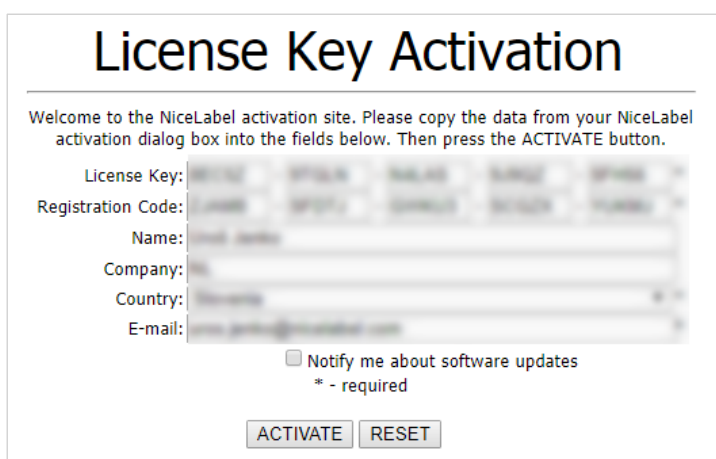 License Key Activation
Welcome to the NiceLabel activation site. Please copy the data from your NiceLabel
activation dialog box into the fields below. Then press the ACTIVATE button.
License Key: - - - - *
Registration Code: - - - - *
Name:
Company:
Country: Slovenia *
E-mail: *
Notify me about software updates
* - required
ACTIVATE RESET